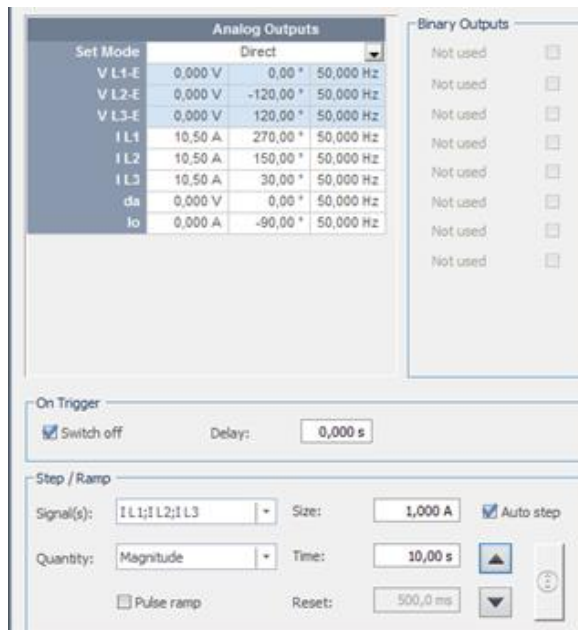 Analog Outputs
Set Mode Direct
V L1-E 0,000 V 0,00 ° 50,000 Hz
V L2-E 0,000 V -120,00 ° 50,000 Hz
V L3-E 0,000 V 120,00 ° 50,000 Hz
I L1 10,50 A 270,00 ° 50,000 Hz
I L2 10,50 A 150,00 ° 50,000 Hz
I L3 10,50 A 30,00 ° 50,000 Hz
da 0,000 V 0,00 ° 50,000 Hz
Io 0,000 A -90,00 ° 50,000 Hz
Binary Outputs
Not used
Not used
Not used
Not used
Not used
Not used
Not used
Not used
On Trigger
Switch off Delay: 0,000 s
Step / Ramp
Signal(s): I L1;I L2;I L3 Size: 1,000 A Auto step
Quantity: Magnitude Time: 10,00 s
Pulse ramp Reset: 500,0 ms